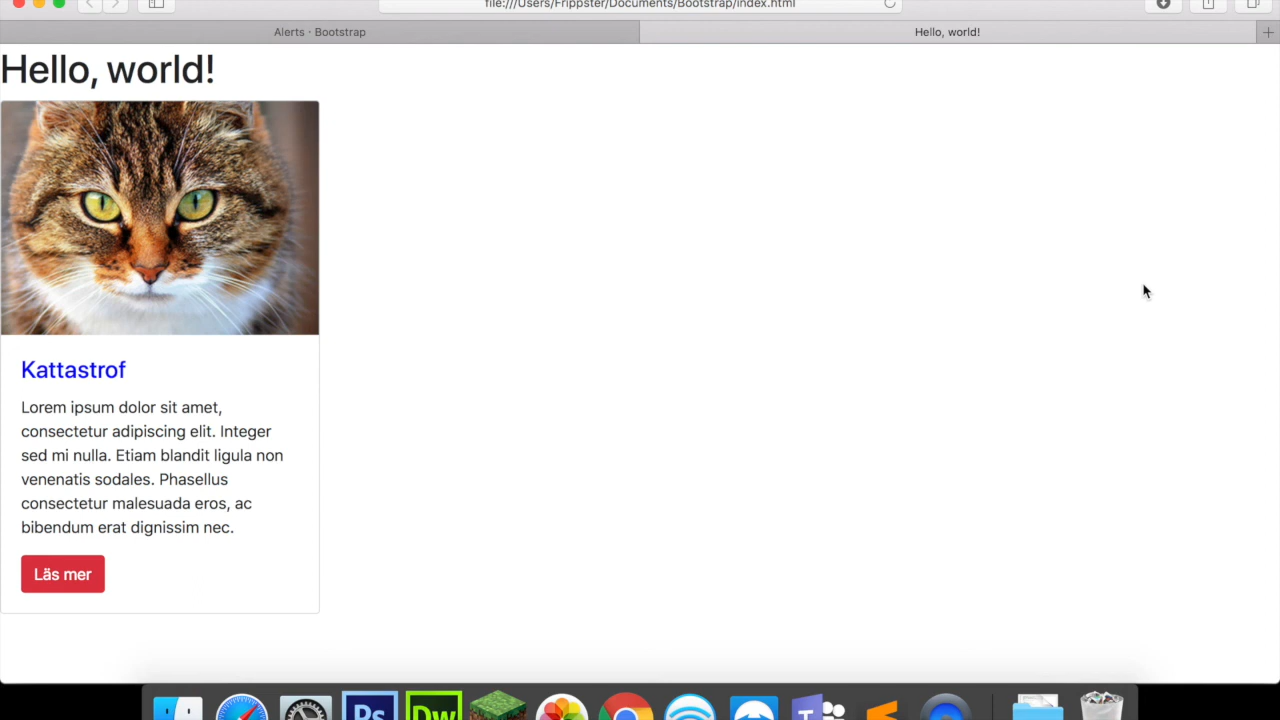 file:///Users/Frippster/Documents/Bootstrap/index.html
Alerts · Bootstrap
Hello, world!
Hello, world!
Kattastrof
Lorem ipsum dolor sit amet,
consectetur adipiscing elit. Integer
sed mi nulla. Etiam blandit ligula non
venenatis sodales. Phasellus
consectetur malesuada eros, ac
bibendum erat dignissim nec.
Läs mer
Ps
Dw